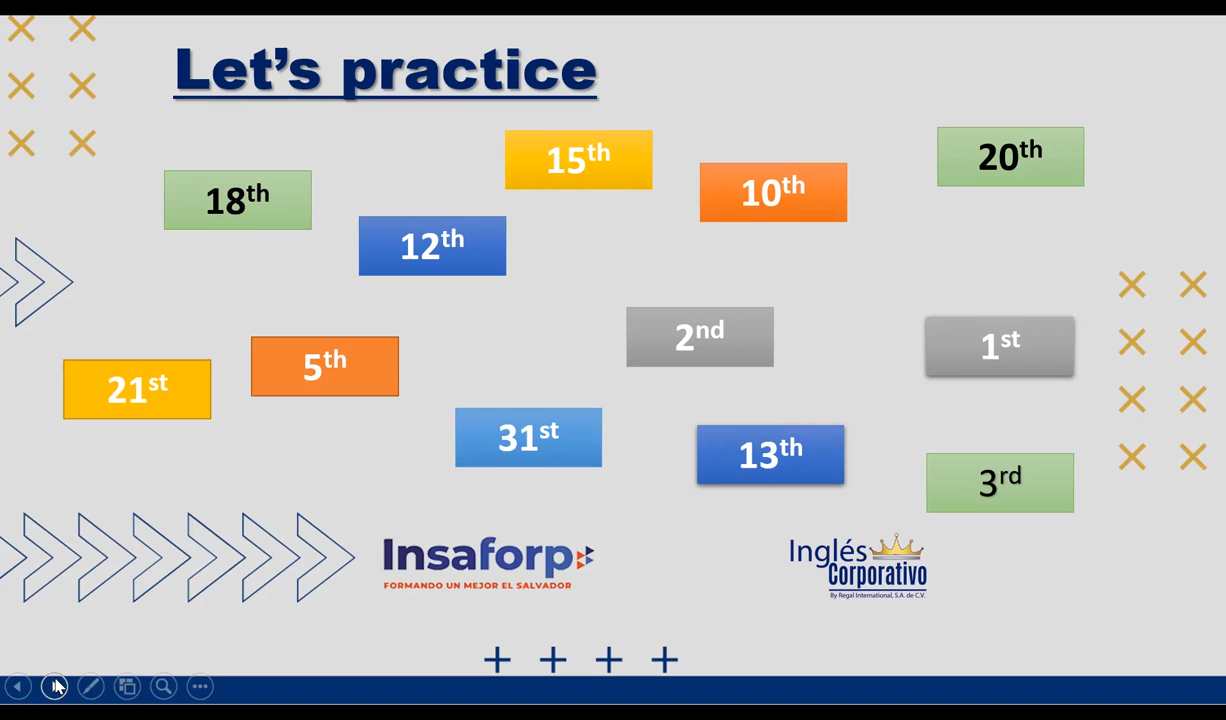 Let's practice
15th
20th
10th
18th
12th
2nd
1st
5th
21st
31st
13th
3rd
Insaforp
FORMANDO UN MEJOR EL SALVADOR
Inglés
Corporativo
By Regal International, S.A. de C.V.